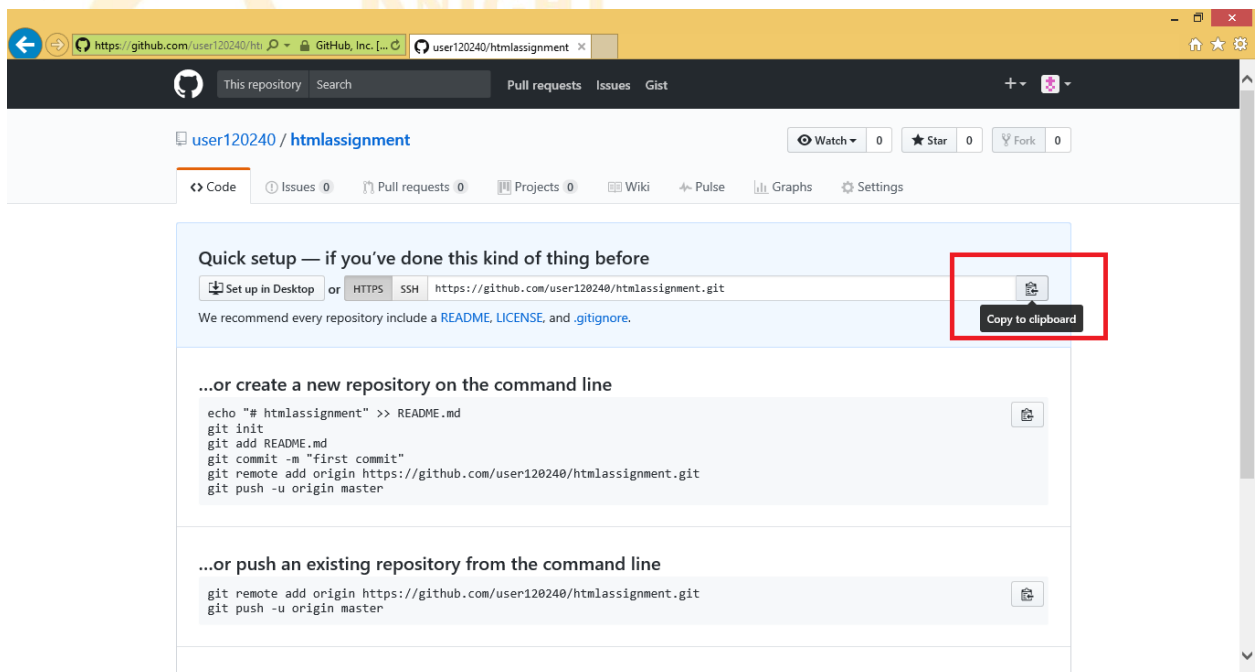 https://github.com/user120240/hti
GitHub, Inc. [...
user120240/htmlassignment
This repository Search
Pull requests Issues Gist
user120240 / htmlassignment
Watch 0 Star 0 Fork 0
Code Issues 0 Pull requests 0 Projects 0 Wiki Pulse Graphs Settings
Quick setup — if you've done this kind of thing before
Set up in Desktop or HTTPS SSH https://github.com/user120240/htmlassignment.git
Copy to clipboard
We recommend every repository include a README, LICENSE, and .gitignore.
...or create a new repository on the command line
echo "# htmlassignment" >> README.md
git init
git add README.md
git commit -m "first commit"
git remote add origin https://github.com/user120240/htmlassignment.git
git push -u origin master
...or push an existing repository from the command line
git remote add origin https://github.com/user120240/htmlassignment.git
git push -u origin master